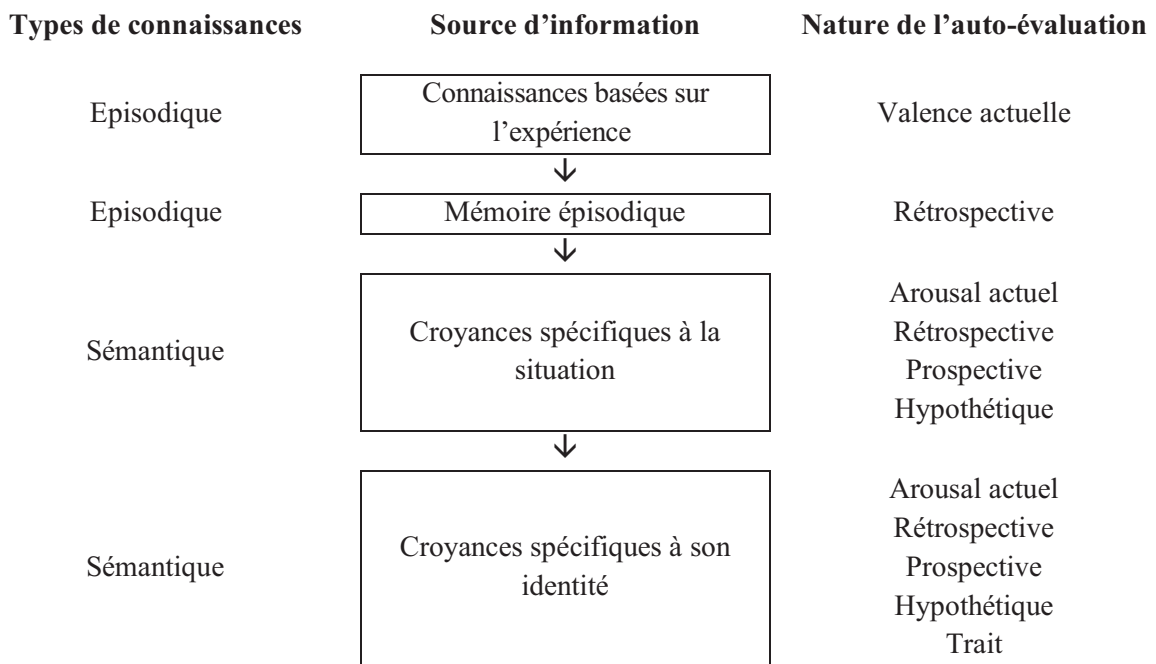 Types de connaissances Source d’information Nature de l’auto-évaluation
Episodique
Connaissances basées sur
l’expérience
Valence actuelle
Episodique
Mémoire épisodique
Rétrospective
Sémantique
Croyances spécifiques à la
situation
Arousal actuel
Rétrospective
Prospective
Hypothétique
Sémantique
Croyances spécifiques à son
identité
Arousal actuel
Rétrospective
Prospective
Hypothétique
Trait